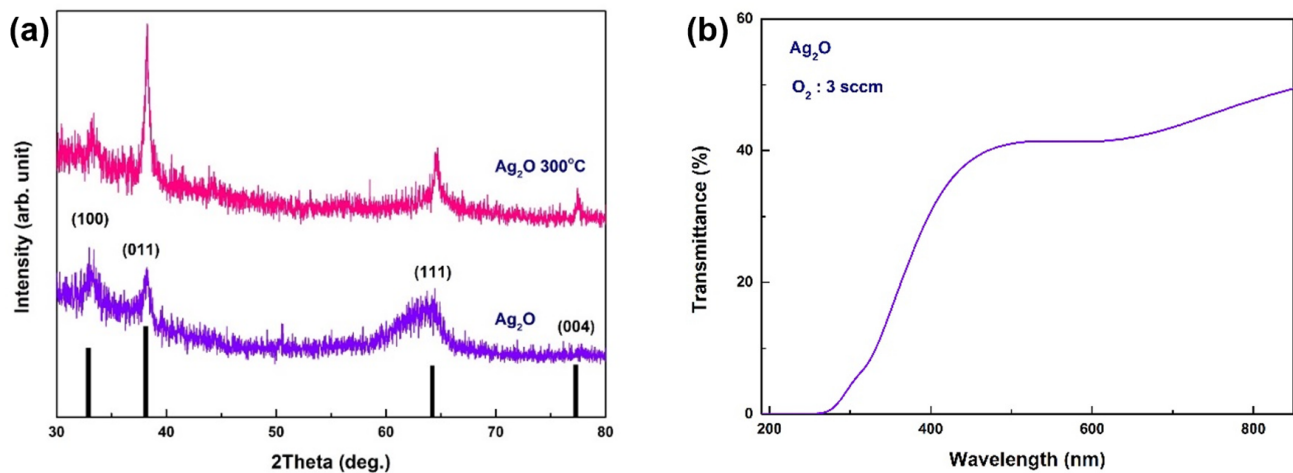 (a)
Intensity (arb. unit)
Ag₂O 300°C
(100)
(011)
(111)
(004)
Ag₂O
30 40 50 60 70 80
2Theta (deg.)
(b)
60
40
20
0
Transmittance (%)
Ag₂O
O₂ : 3 sccm
200 400 600 800
Wavelength (nm)